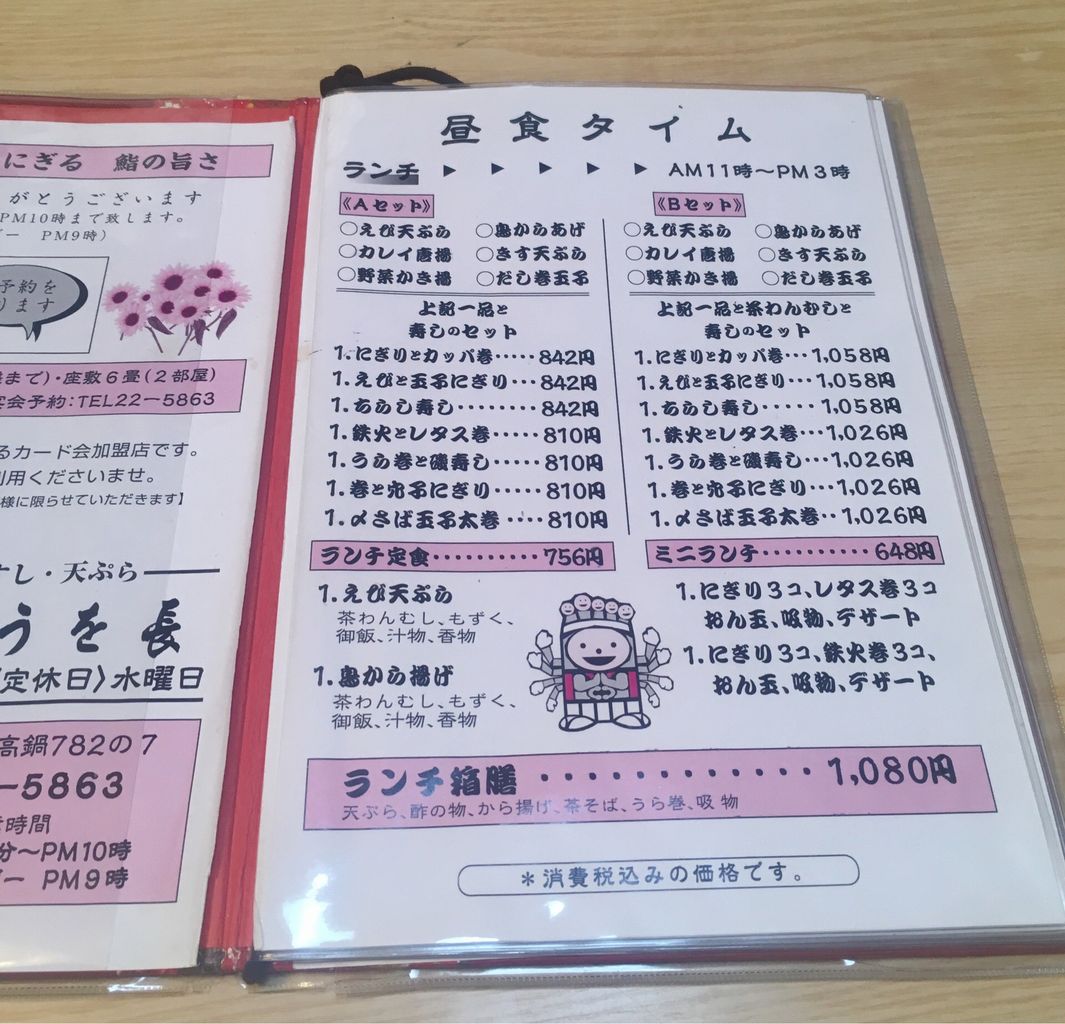 にぎる 鮨の旨さ
がとうございます
PM10時まで致します。
ー PM9時)
予約を
ります
まで)・座敷6畳(2部屋)
宴会予約:TEL22-5863
るカード会加盟店です。
利用くださいませ。
様に限らせていただきます】
すし・天ぷら
うを長
〈定休日〉水曜日
高鍋782の7
-5863
時間
分〜PM10時
ー PM9時
昼食タイム
ランチ ▶ ▶ ▶ ▶ ▶ AM11時〜PM3時
《Aセット》
○えび天ぷら ○鳥からあげ
○カレイ唐揚 ○きす天ぷら
○野菜かき揚 ○だし巻玉子
上記一品と
寿しのセット
1.にぎりとカッパ巻・・・・・842円
1.えびと玉子にぎり・・・842円
1.ちらし寿し・・・・・・・・842円
1.鉄火とレタス巻・・・・・810円
1.うら巻と磯寿し・・・・・810円
1.巻と穴子にぎり・・・・・810円
1.〆さば玉子太巻・・・・810円
《Bセット》
○えび天ぷら ○鳥からあげ
○カレイ唐揚 ○きす天ぷら
○野菜かき揚 ○だし巻玉子
上記一品と茶わんむしと
寿しのセット
1.にぎりとカッパ巻・・・1,058円
1.えびと玉子にぎり・・・1,058円
1.ちらし寿し・・・・・・1,058円
1.鉄火とレタス巻・・・1,026円
1.うら巻と磯寿し・・・1,026円
1.巻と穴子にぎり・・・1,026円
1.〆さば玉子太巻・・1,026円
ランチ定食・・・・・・・・・・756円
1.えび天ぷら
茶わんむし、もずく、
御飯、汁物、香物
1.鳥から揚げ
茶わんむし、もずく、
御飯、汁物、香物
ミニランチ・・・・・・・・・・648円
1.にぎり3コ、レタス巻3コ
おん玉、吸物、デザート
1.にぎり3コ、鉄火巻3コ、
おん玉、吸物、デザート
ランチ箱膳・・・・・・・・・・・・・1,080円
天ぷら、酢の物、から揚げ、茶そば、うら巻、吸物
*消費税込みの価格です。